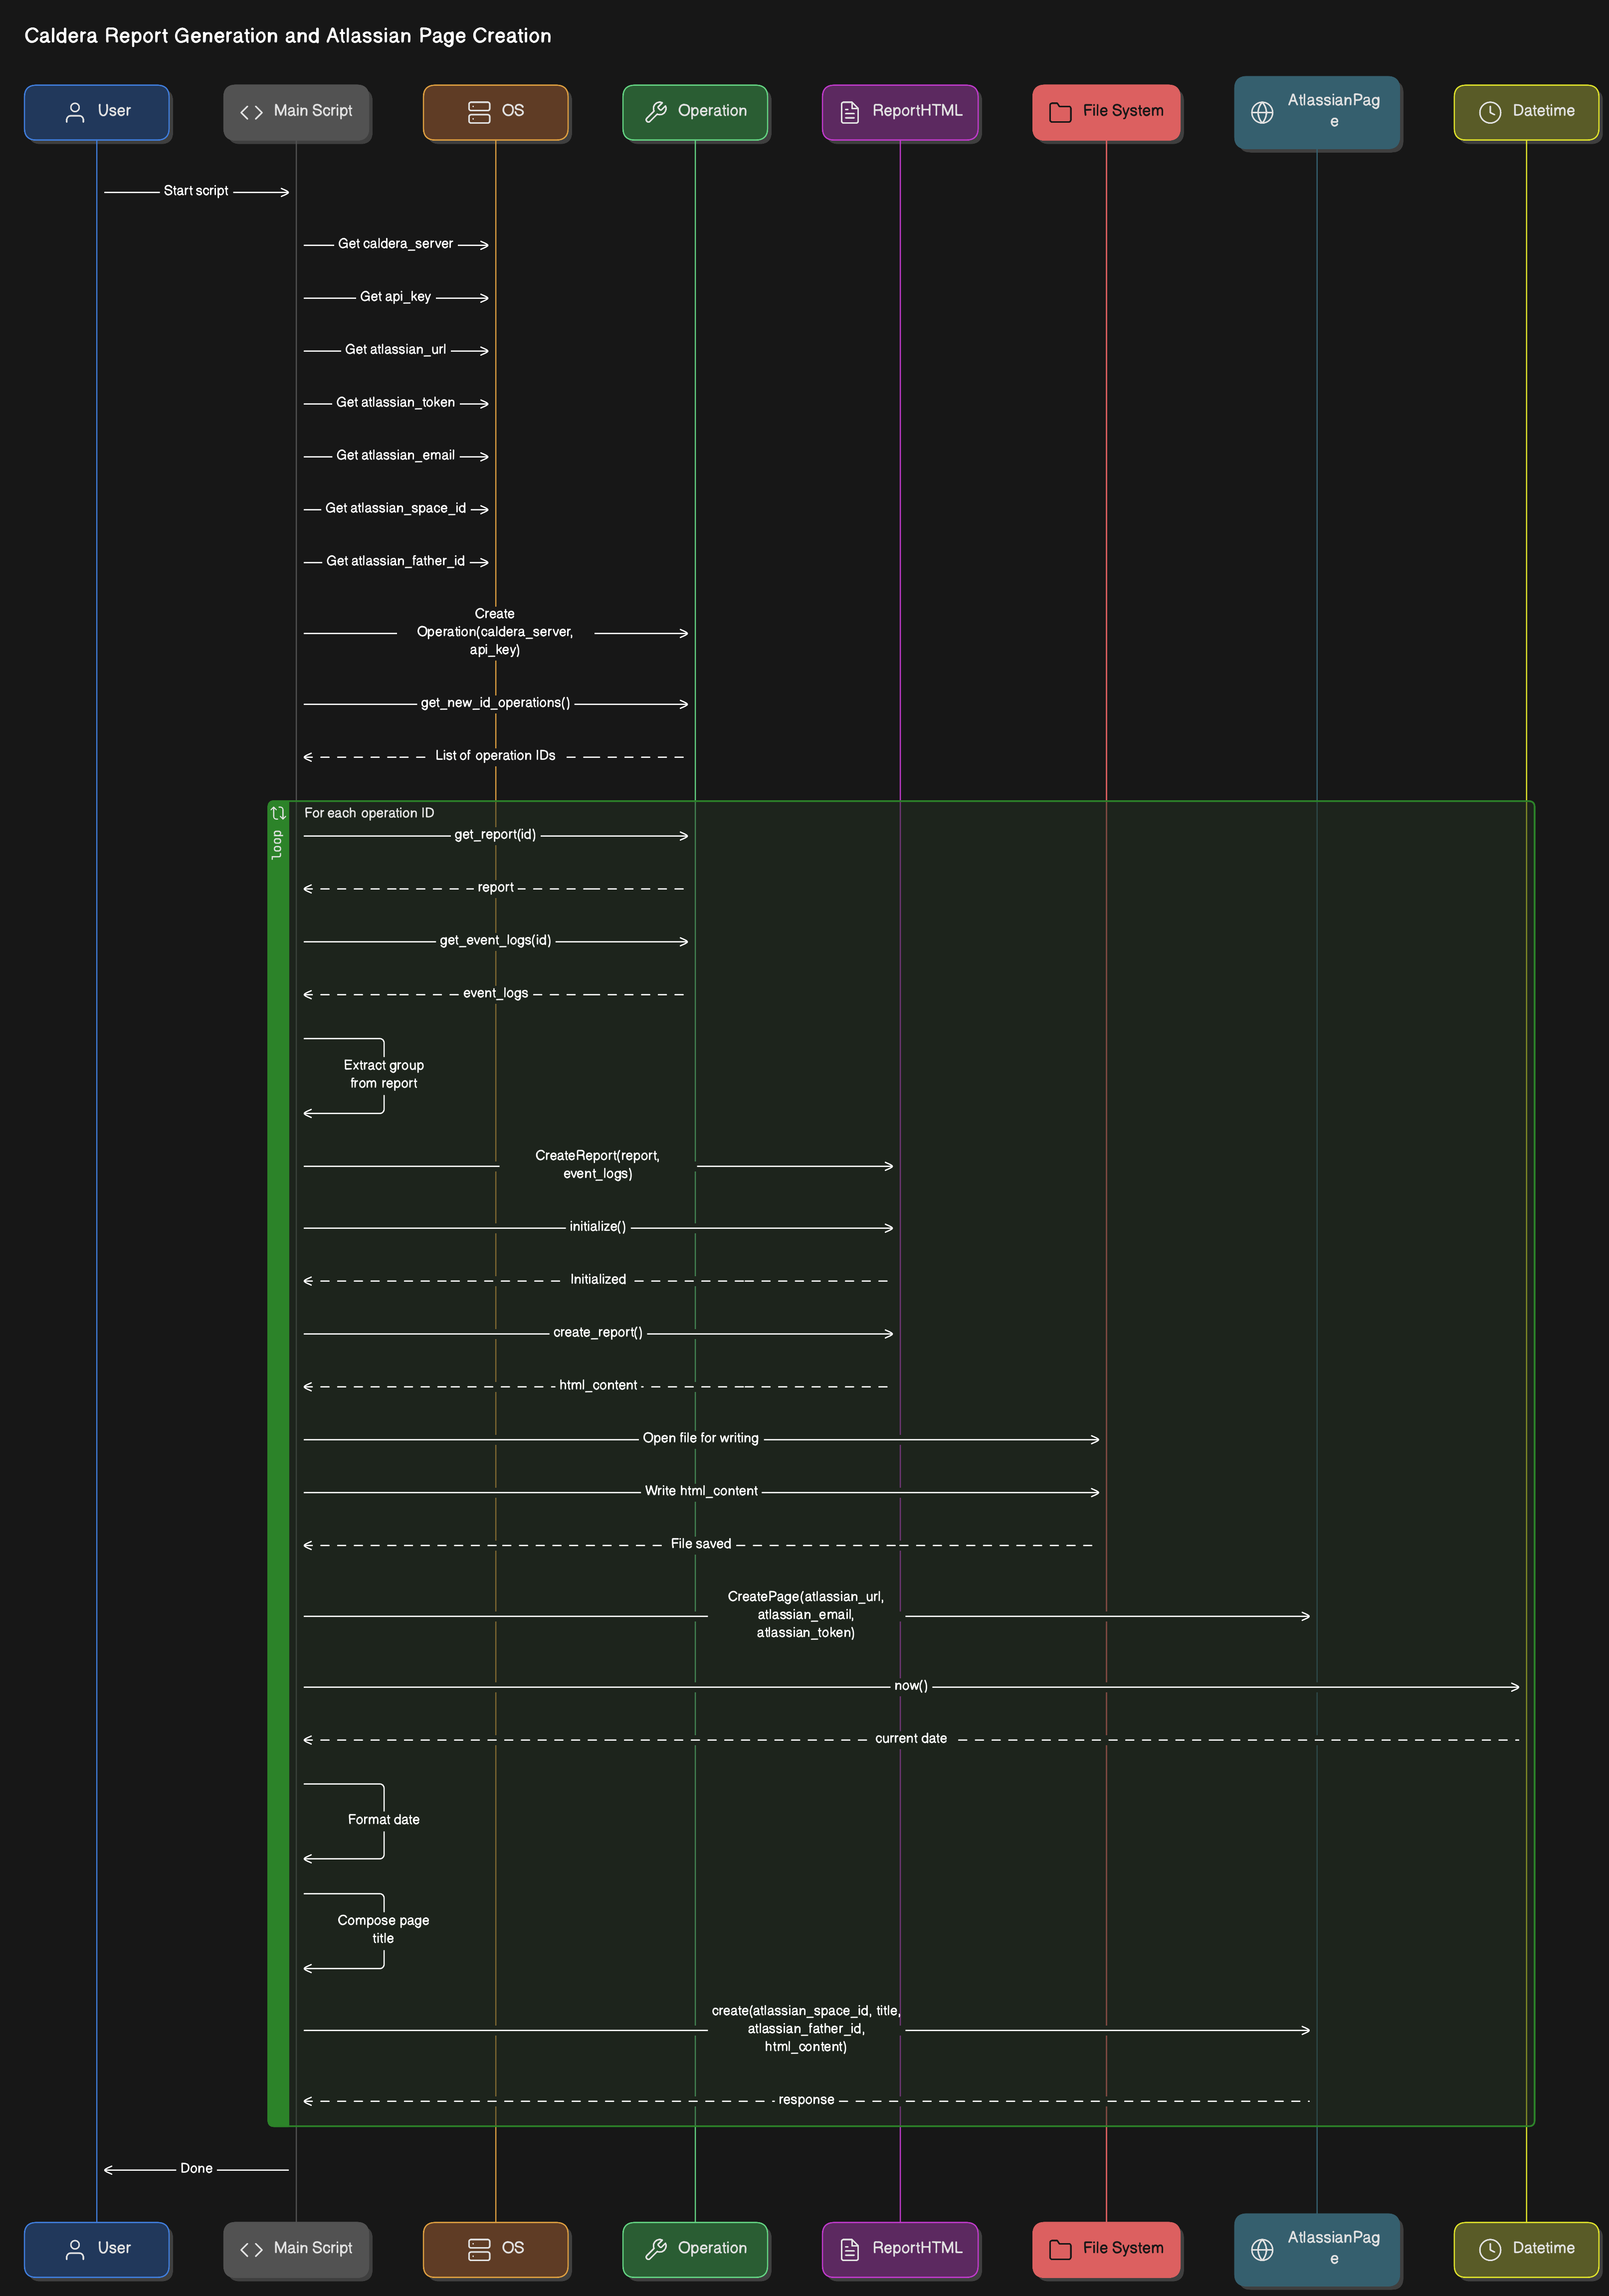 Caldera Report Generation and Atlassian Page Creation
User
Main Script
OS
Operation
ReportHTML
File System
AtlassianPag
e
Datetime
Start script
Get caldera_server
Get api_key
Get atlassian_url
Get atlassian_token
Get atlassian_email
Get atlassian_space_id
Get atlassian_father_id
Create
Operation(caldera_server,
api_key)
get_new_id_operations()
List of operation IDs
loop
For each operation ID
get_report(id)
report
get_event_logs(id)
event_logs
Extract group
from report
CreateReport(report,
event_logs)
initialize()
Initialized
create_report()
html_content
Open file for writing
Write html_content
File saved
CreatePage(atlassian_url,
atlassian_email,
atlassian_token)
now()
current date
Format date
Compose page
title
create(atlassian_space_id, title,
atlassian_father_id,
html_content)
response
Done
User
Main Script
OS
Operation
ReportHTML
File System
AtlassianPag
e
Datetime